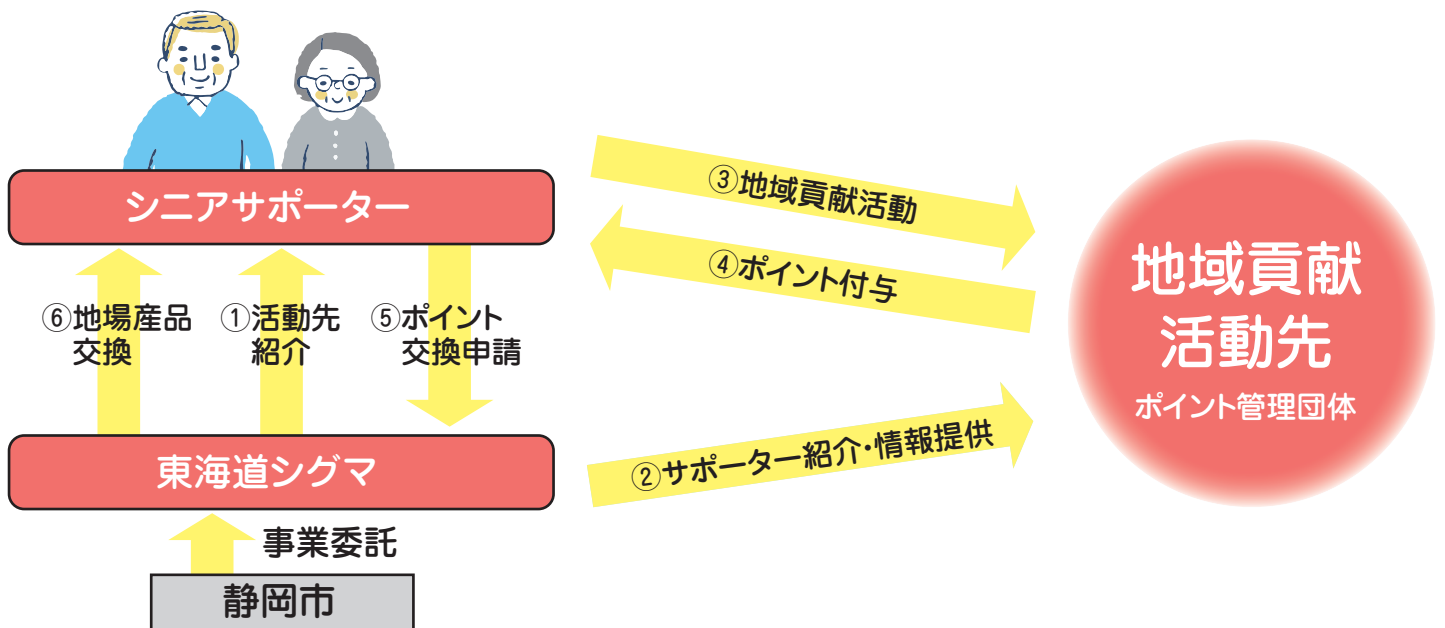 シニアサポーター
③地域貢献活動
④ポイント付与
⑥地場産品
交換
①活動先
紹介
⑤ポイント
交換申請
地域貢献
活動先
ポイント管理団体
②サポーター紹介・情報提供
東海道シグマ
事業委託
静岡市